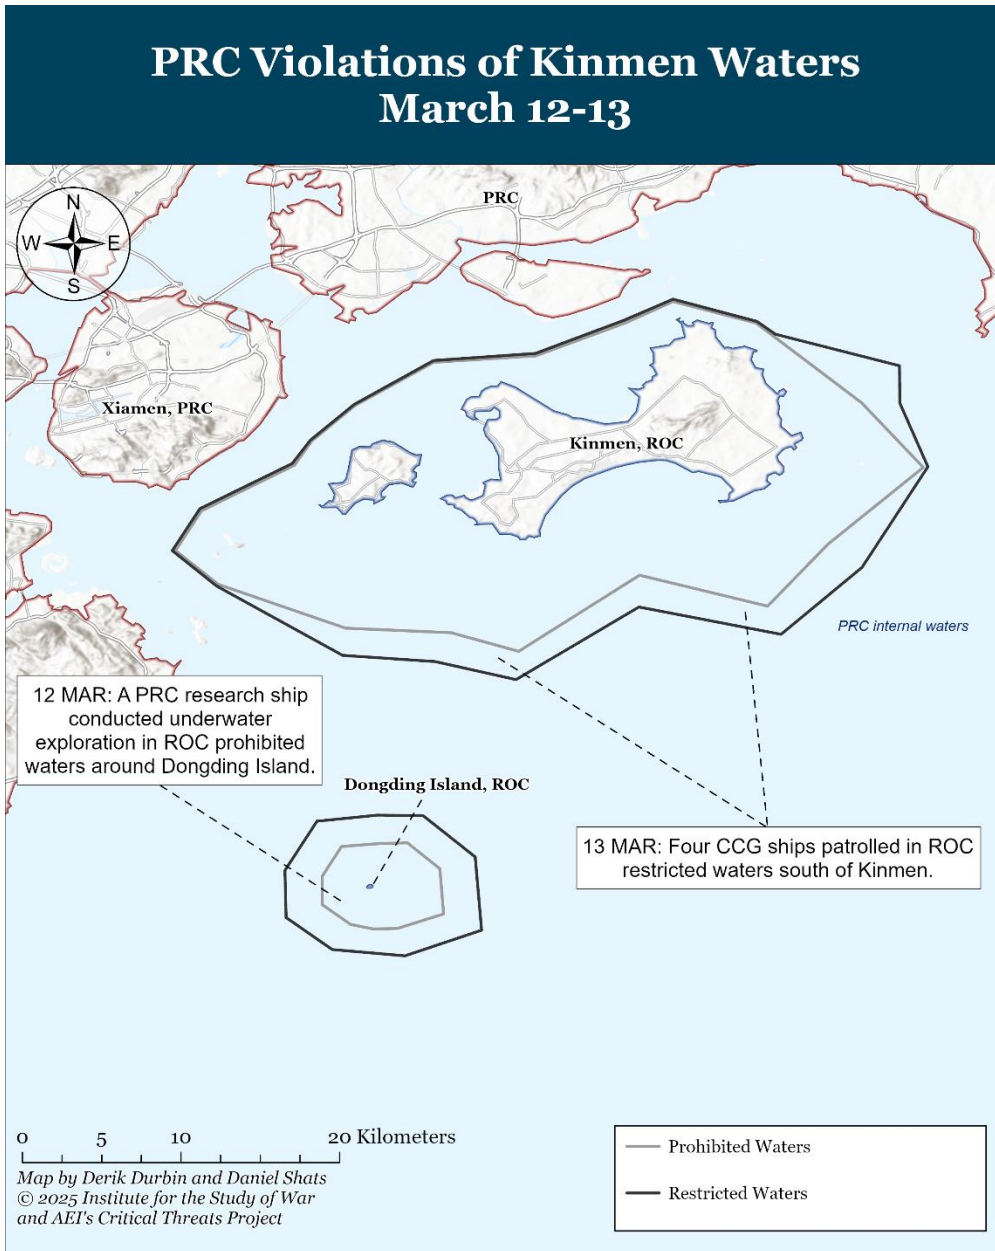 PRC Violations of Kinmen Waters
March 12-13
N
W
E
S
PRC
Xiamen, PRC
Kinmen, ROC
PRC internal waters
12 MAR: A PRC research ship
conducted underwater
exploration in ROC prohibited
waters around Dongding Island.
Dongding Island, ROC
13 MAR: Four CCG ships patrolled in ROC
restricted waters south of Kinmen.
0 5 10 20 Kilometers
Map by Derik Durbin and Daniel Shats
© 2025 Institute for the Study of War
and AEI's Critical Threats Project
Prohibited Waters
Restricted Waters